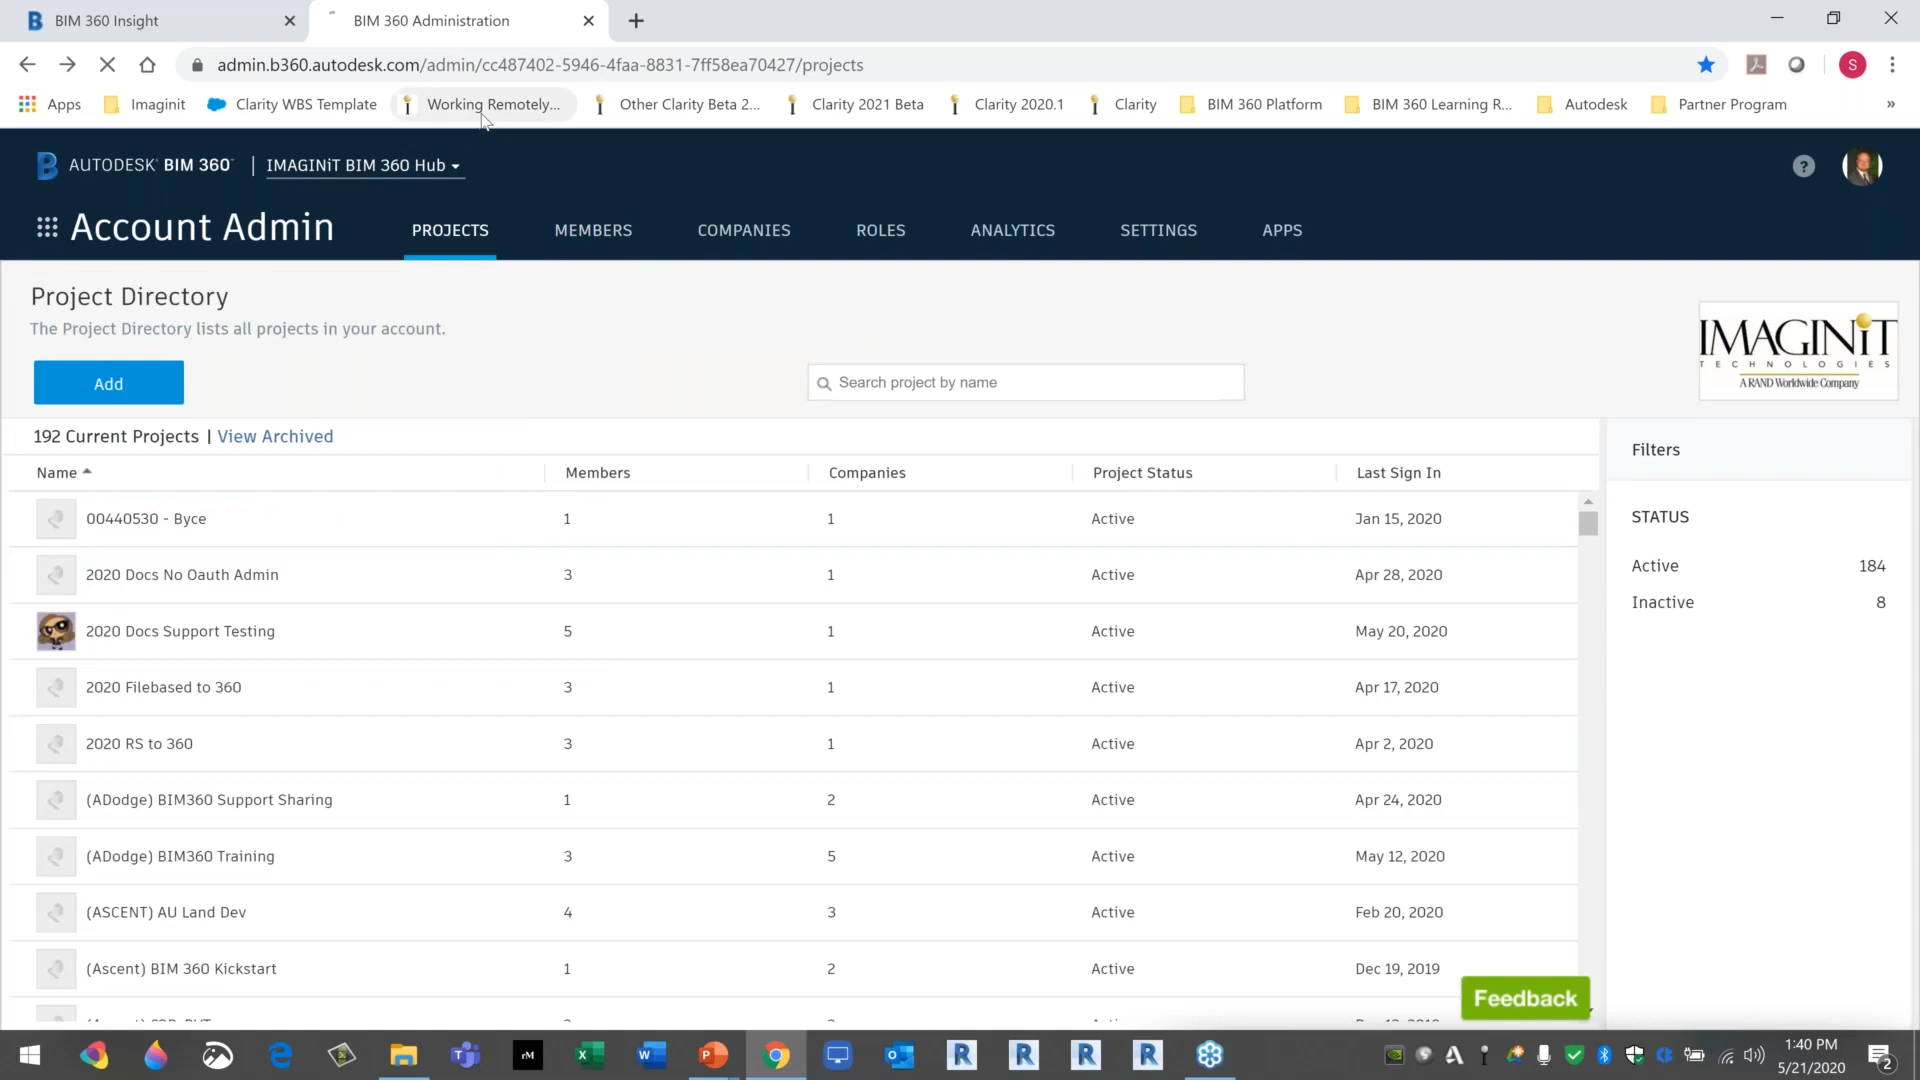 BIM 360 Insight
BIM 360 Administration
admin.b360.autodesk.com/admin/cc487402-5946-4faa-8831-7ff58ea70427/projects
S
Apps
Imaginit
Clarity WBS Template
Working Remotely...
Other Clarity Beta 2...
Clarity 2021 Beta
Clarity 2020.1
Clarity
BIM 360 Platform
BIM 360 Learning R...
Autodesk
Partner Program
»
AUTODESK BIM 360 | IMAGINiT BIM 360 Hub
?
Account Admin
PROJECTS
MEMBERS
COMPANIES
ROLES
ANALYTICS
SETTINGS
APPS
Project Directory
The Project Directory lists all projects in your account.
Add
Search project by name
IMAGINiT
TECHNOLOGIES
A RAND Worldwide Company
192 Current Projects | View Archived
Name Members Companies Project Status Last Sign In
00440530 - Byce 1 1 Active Jan 15, 2020
2020 Docs No Oauth Admin 3 1 Active Apr 28, 2020
2020 Docs Support Testing 5 1 Active May 20, 2020
2020 Filebased to 360 3 1 Active Apr 17, 2020
2020 RS to 360 3 1 Active Apr 2, 2020
(ADodge) BIM360 Support Sharing 1 2 Active Apr 24, 2020
(ADodge) BIM360 Training 3 5 Active May 12, 2020
(ASCENT) AU Land Dev 4 3 Active Feb 20, 2020
(Ascent) BIM 360 Kickstart 1 2 Active Dec 19, 2019
Filters
STATUS
Active 184
Inactive 8
Feedback
rM
1:40 PM
5/21/2020
2